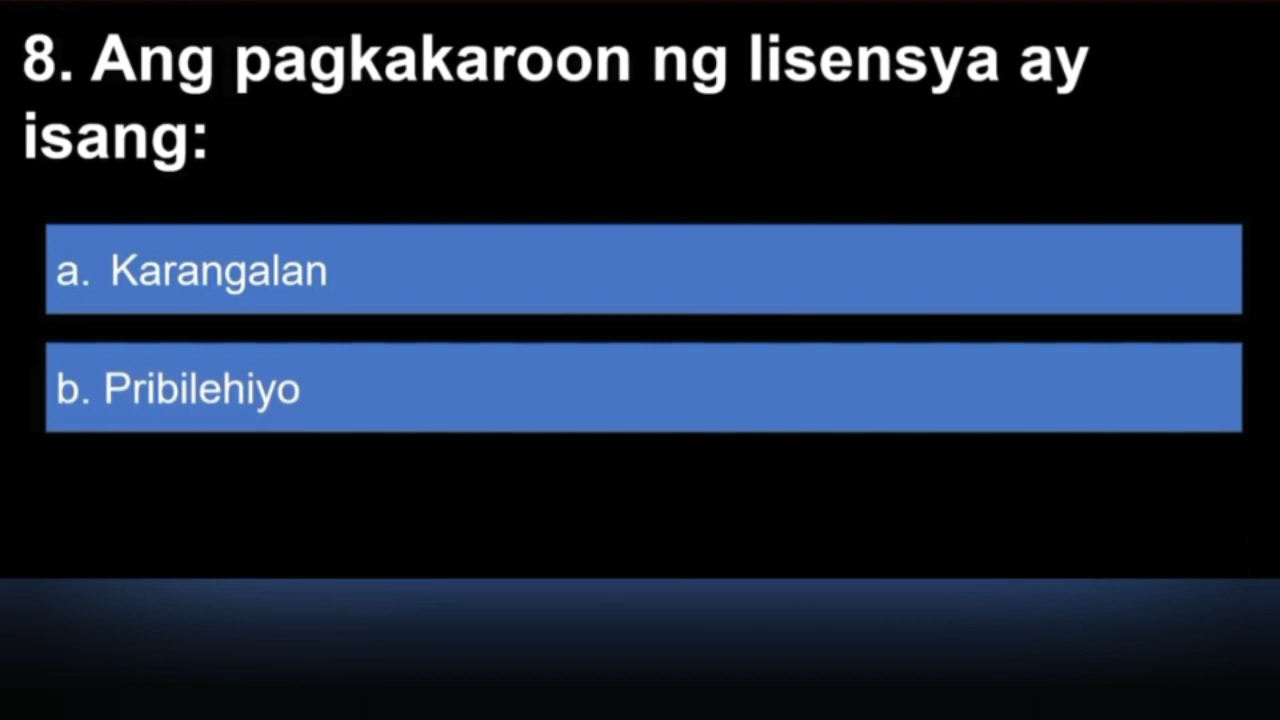 8. Ang pagkakaroon ng lisensya ay
isang:
a. Karangalan
b. Pribilehiyo